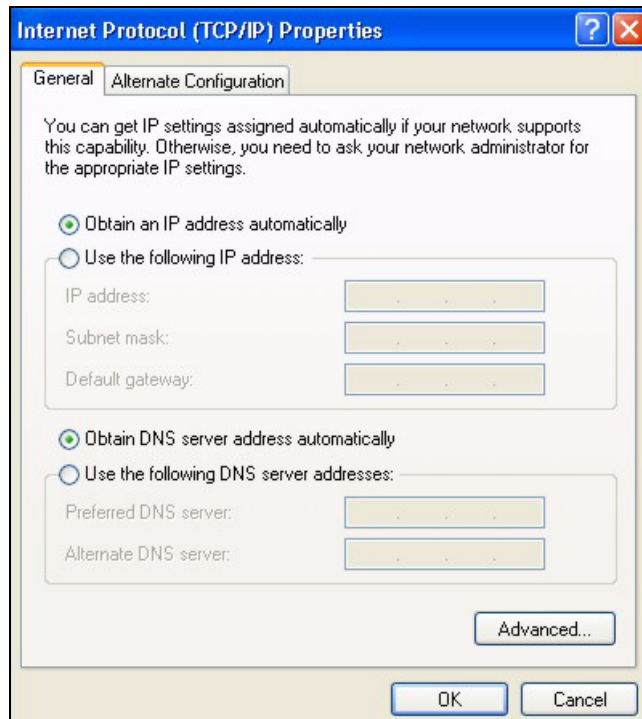 Internet Protocol (TCP/IP) Properties
General
Alternate Configuration
You can get IP settings assigned automatically if your network supports
this capability. Otherwise, you need to ask your network administrator for
the appropriate IP settings.
Obtain an IP address automatically
Use the following IP address:
IP address:
Subnet mask:
Default gateway:
Obtain DNS server address automatically
Use the following DNS server addresses:
Preferred DNS server:
Alternate DNS server:
Advanced...
OK
Cancel